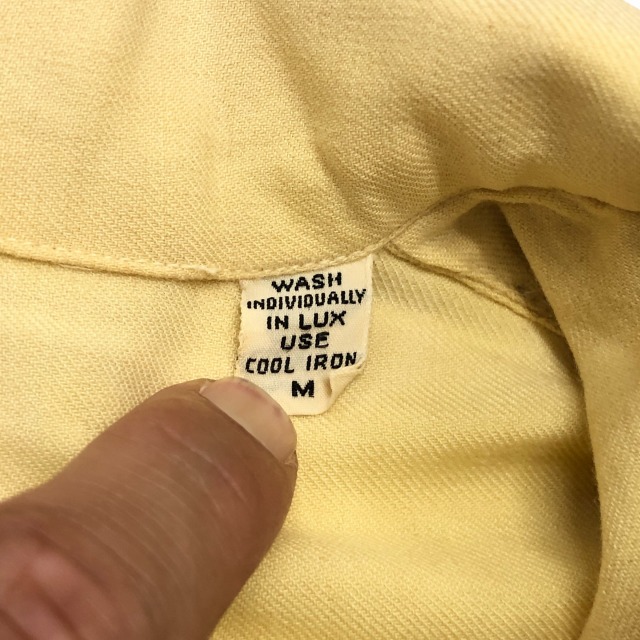 WASH
INDIVIDUALLY
IN LUX
USE
COOL IRON
M